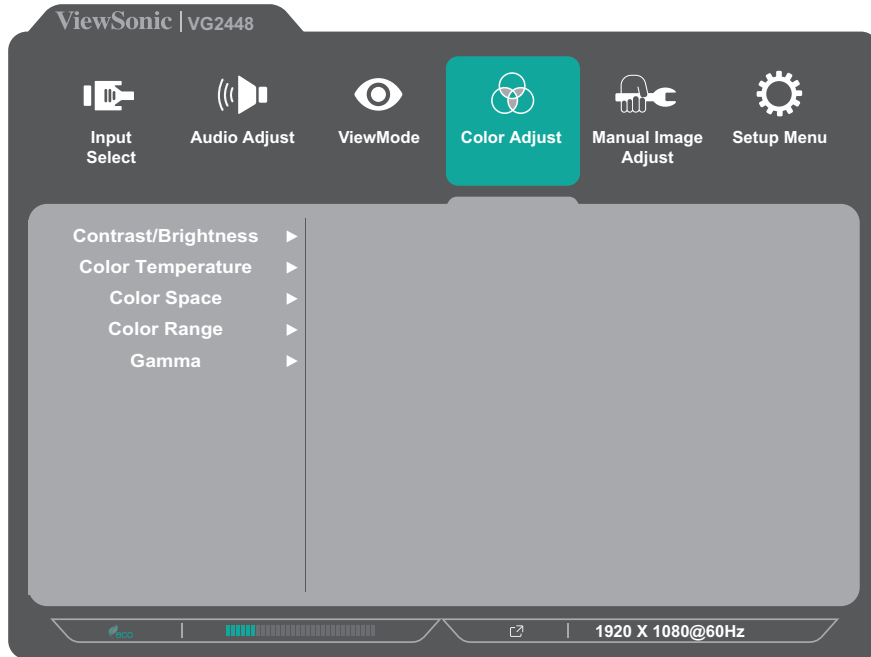 ViewSonic | VG2448
Input
Select
Audio Adjust
ViewMode
Color Adjust
Manual Image
Adjust
Setup Menu
Contrast/Brightness
Color Temperature
Color Space
Color Range
Gamma
eco
1920 X 1080@60Hz